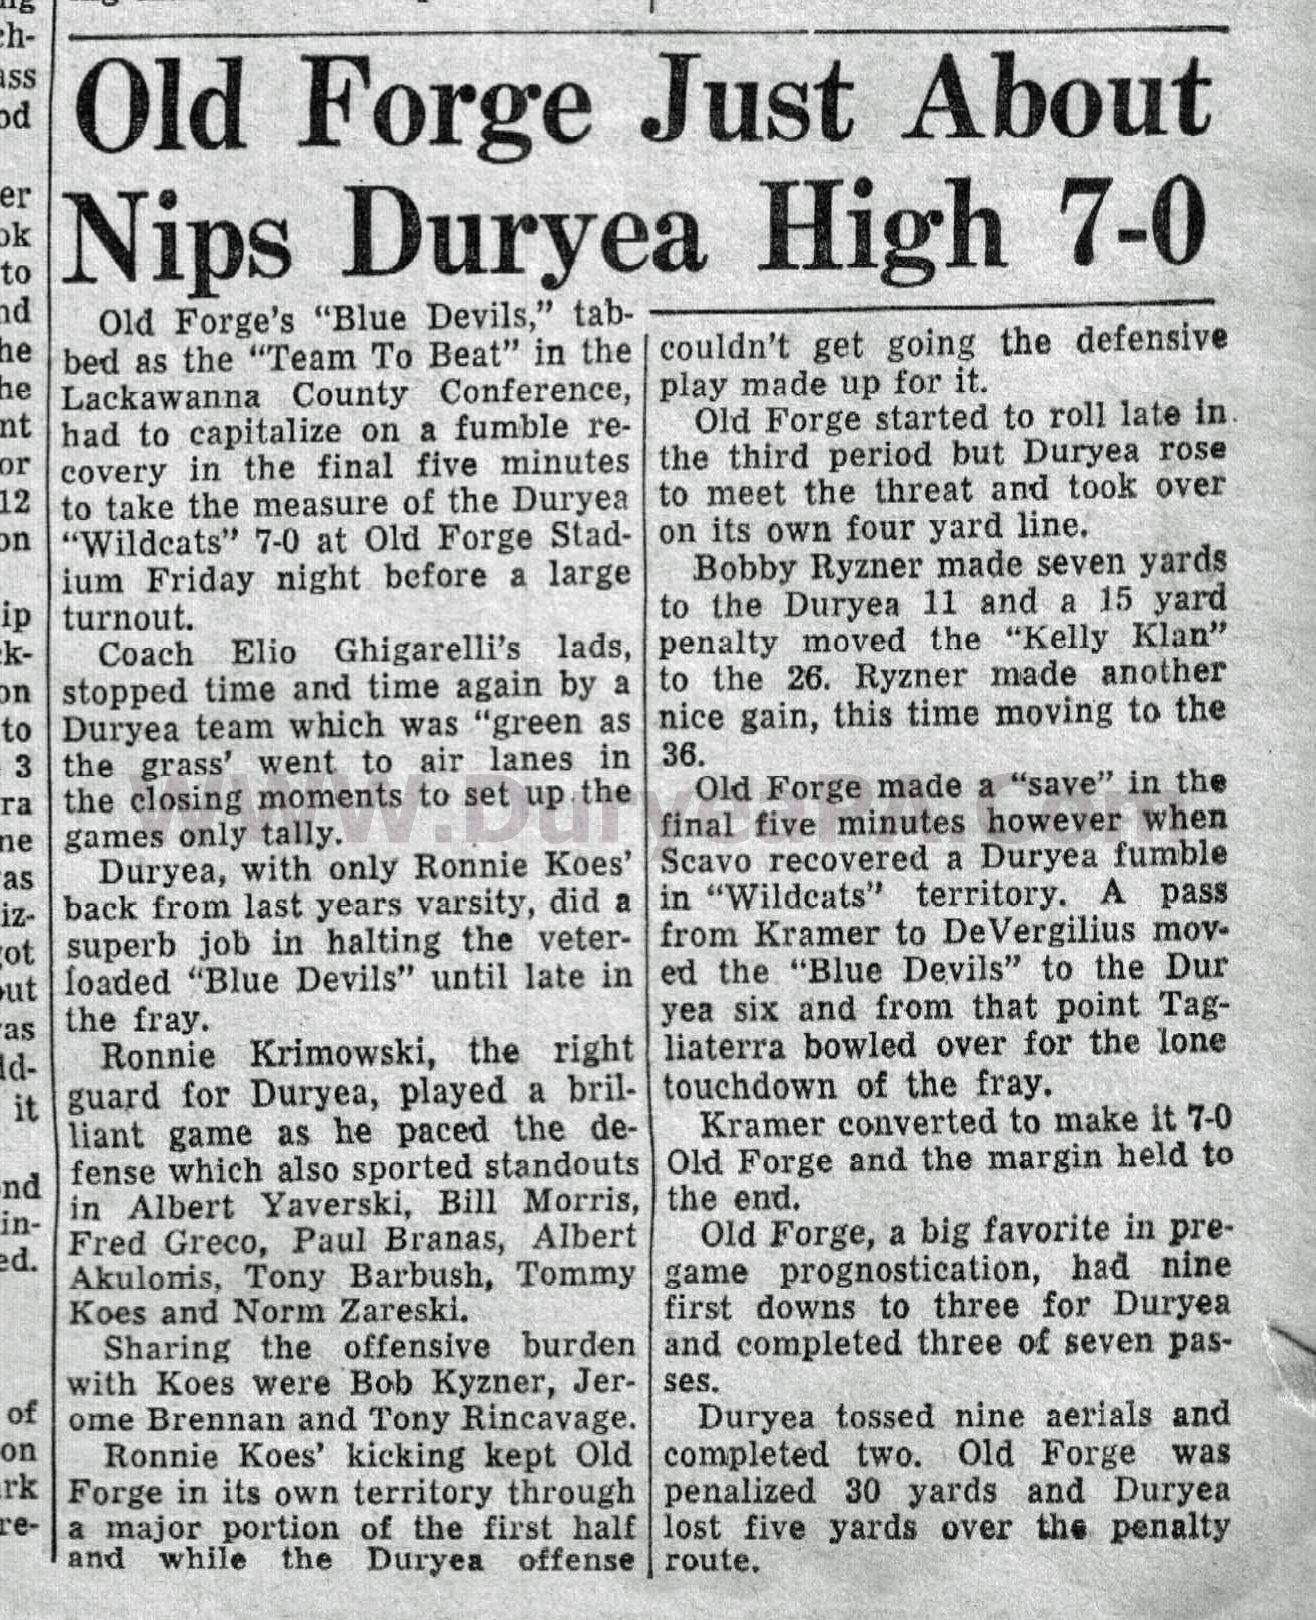 Old Forge Just About
Nips Duryea High 7-0
Old Forge's "Blue Devils," tab-
bed as the "Team To Beat" in the
Lackawanna County Conference,
had to capitalize on a fumble re-
covery in the final five minutes
to take the measure of the Duryea
"Wildcats" 7-0 at Old Forge Stad-
ium Friday night before a large
turnout.
Coach Elio Ghigarelli's lads,
stopped time and time again by a
Duryea team which was "green as
the grass' went to air lanes in
the closing moments to set up the
games only tally.
Duryea, with only Ronnie Koes'
back from last years varsity, did a
superb job in halting the veter-
loaded "Blue Devils" until late in
the fray.
Ronnie Krimowski, the right
guard for Duryea, played a bril-
liant game as he paced the de-
fense which also sported standouts
in Albert Yaverski, Bill Morris,
Fred Greco, Paul Branas, Albert
Akulonis, Tony Barbush, Tommy
Koes and Norm Zareski.
Sharing the offensive burden
with Koes were Bob Kyzner, Jer-
ome Brennan and Tony Rincavage.
Ronnie Koes' kicking kept Old
Forge in its own territory through
a major portion of the first half
and while the Duryea offense
couldn't get going the defensive
play made up for it.
Old Forge started to roll late in
the third period but Duryea rose
to meet the threat and took over
on its own four yard line.
Bobby Ryzner made seven yards
to the Duryea 11 and a 15 yard
penalty moved the "Kelly Klan"
to the 26. Ryzner made another
nice gain, this time moving to the
36.
Old Forge made a "save" in the
final five minutes however when
Scavo recovered a Duryea fumble
in "Wildcats" territory. A pass
from Kramer to DeVergilius mov-
ed the "Blue Devils" to the Dur
yea six and from that point Tag-
liaterra bowled over for the lone
touchdown of the fray.
Kramer converted to make it 7-0
Old Forge and the margin held to
the end.
Old Forge, a big favorite in pre-
game prognostication, had nine
first downs to three for Duryea
and completed three of seven pas-
ses.
Duryea tossed nine aerials and
completed two. Old Forge was
penalized 30 yards and Duryea
lost five yards over the penalty
route.
www.DuryeaPA.Com